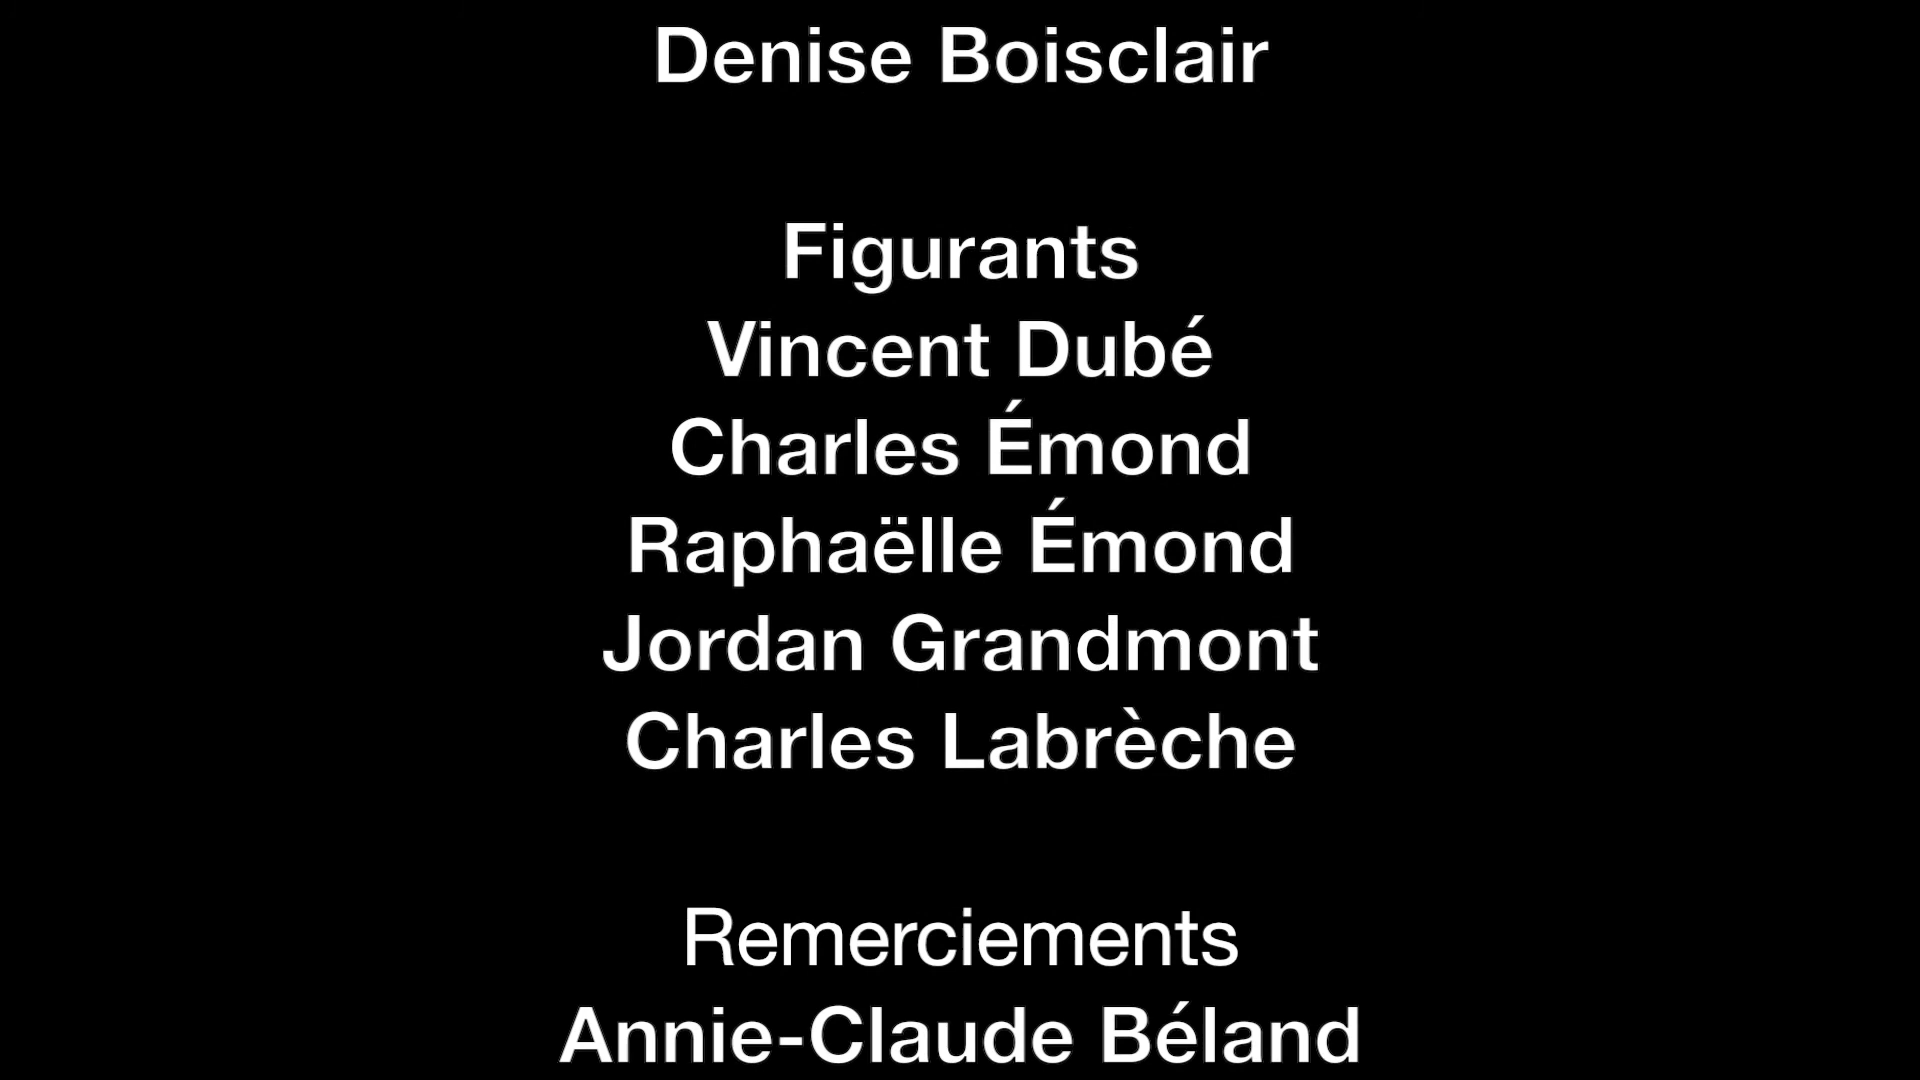 Denise Boisclair
Figurants
Vincent Dubé
Charles Émond
Raphaëlle Émond
Jordan Grandmont
Charles Labrèche
Remerciements
Annie-Claude Béland